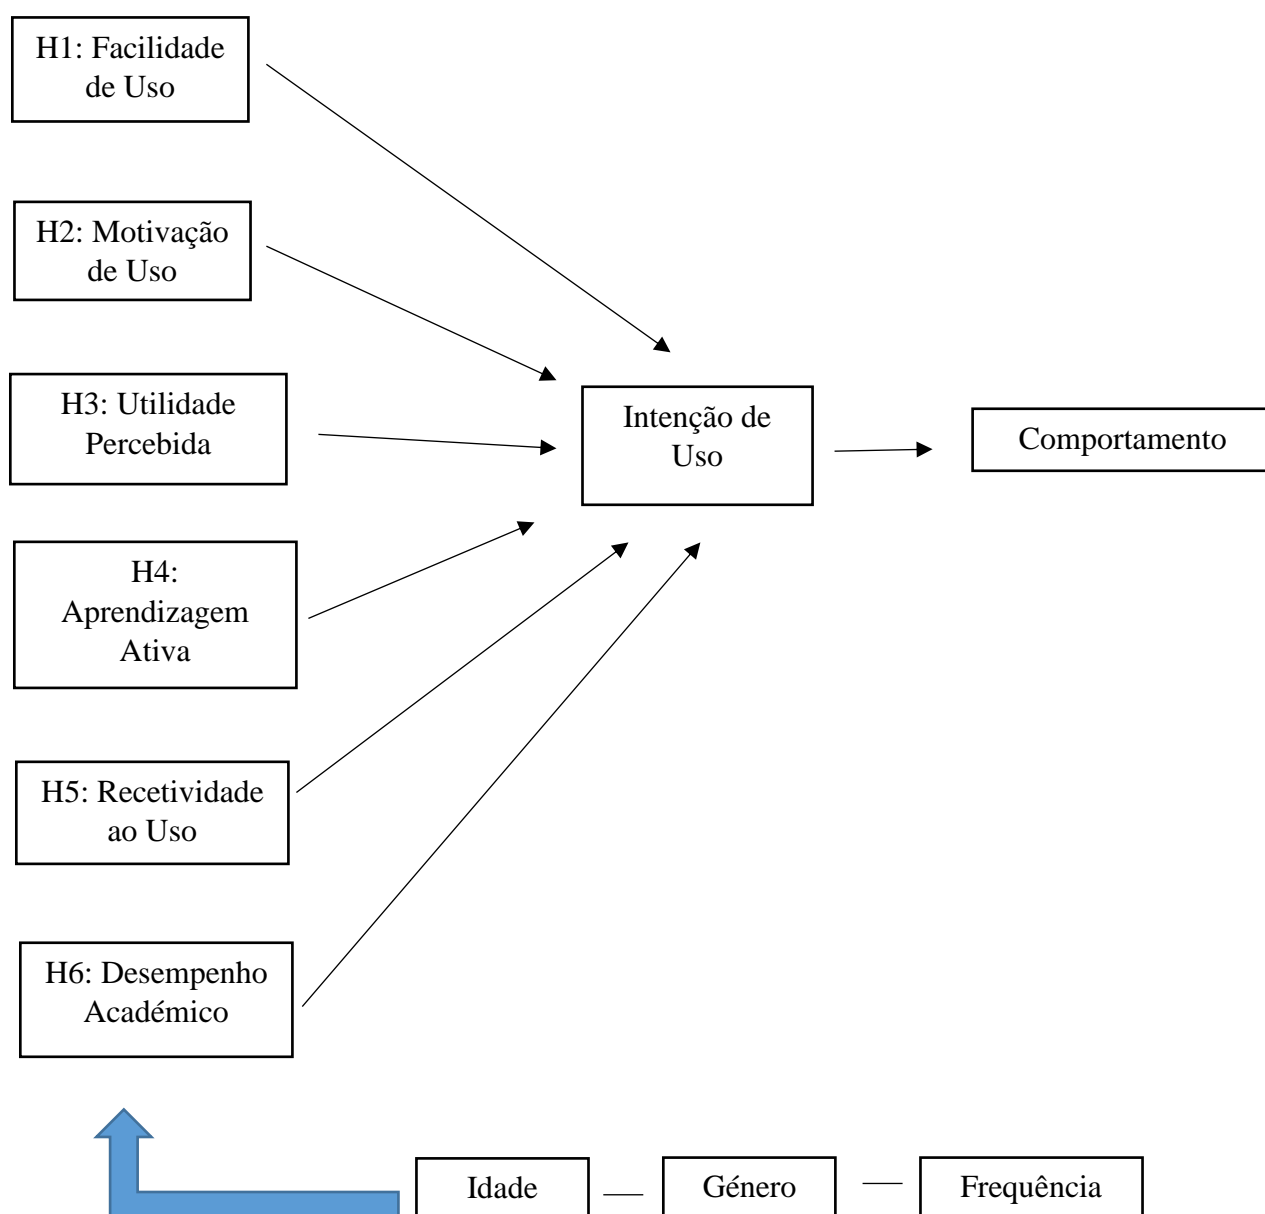 H1: Facilidade
de Uso
H2: Motivação
de Uso
H3: Utilidade
Percebida
Intenção de
Uso
Comportamento
H4:
Aprendizagem
Ativa
H5: Recetividade
ao Uso
H6: Desempenho
Académico
Idade
Género
Frequência